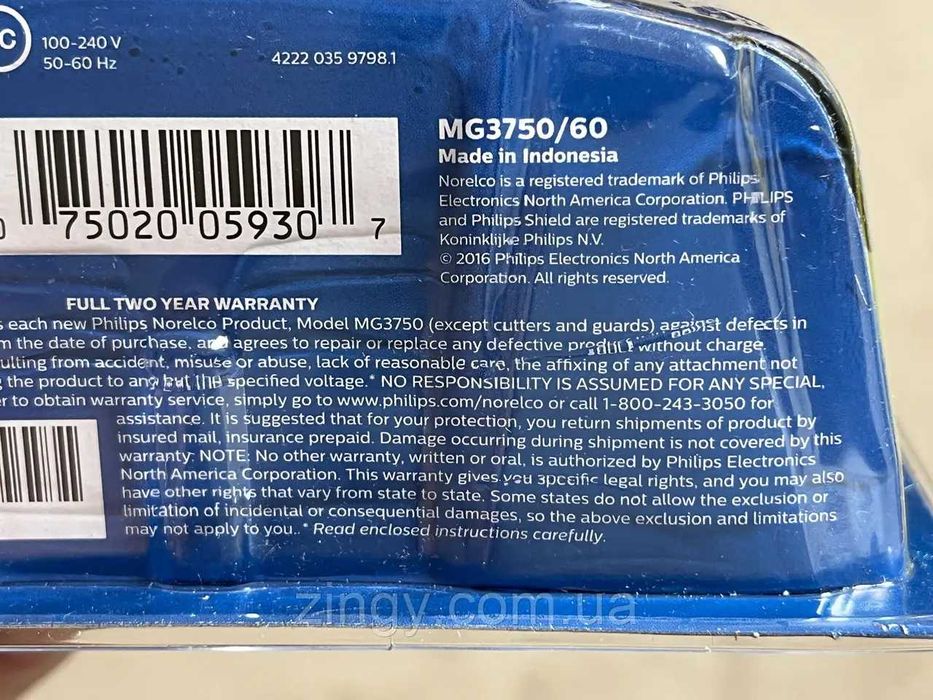 C
100-240 V
50-60 Hz
4222 035 9798.1
0 75020 05930 7
MG3750/60
Made in Indonesia
Norelco is a registered trademark of Philips
Electronics North America Corporation. PHILIPS
and Philips Shield are registered trademarks of
Koninklijke Philips N.V.
© 2016 Philips Electronics North America
Corporation. All rights reserved.
FULL TWO YEAR WARRANTY
s each new Philips Norelco Product, Model MG3750 (except cutters and guards) against defects in
m the date of purchase, and agrees to repair or replace any defective product without charge.
ulting from accident, misuse or abuse, lack of reasonable care, the affixing of any attachment not
g the product to any but the specified voltage.* NO RESPONSIBILITY IS ASSUMED FOR ANY SPECIAL,
er to obtain warranty service, simply go to www.philips.com/norelco or call 1-800-243-3050 for
assistance. It is suggested that for your protection, you return shipments of product by
insured mail, insurance prepaid. Damage occurring during shipment is not covered by this
warranty. NOTE: No other warranty, written or oral, is authorized by Philips Electronics
North America Corporation. This warranty gives you specific legal rights, and you may also
have other rights that vary from state to state. Some states do not allow the exclusion or
limitation of incidental or consequential damages, so the above exclusion and limitations
may not apply to you. * Read enclosed instructions carefully.
zingy.com.ua